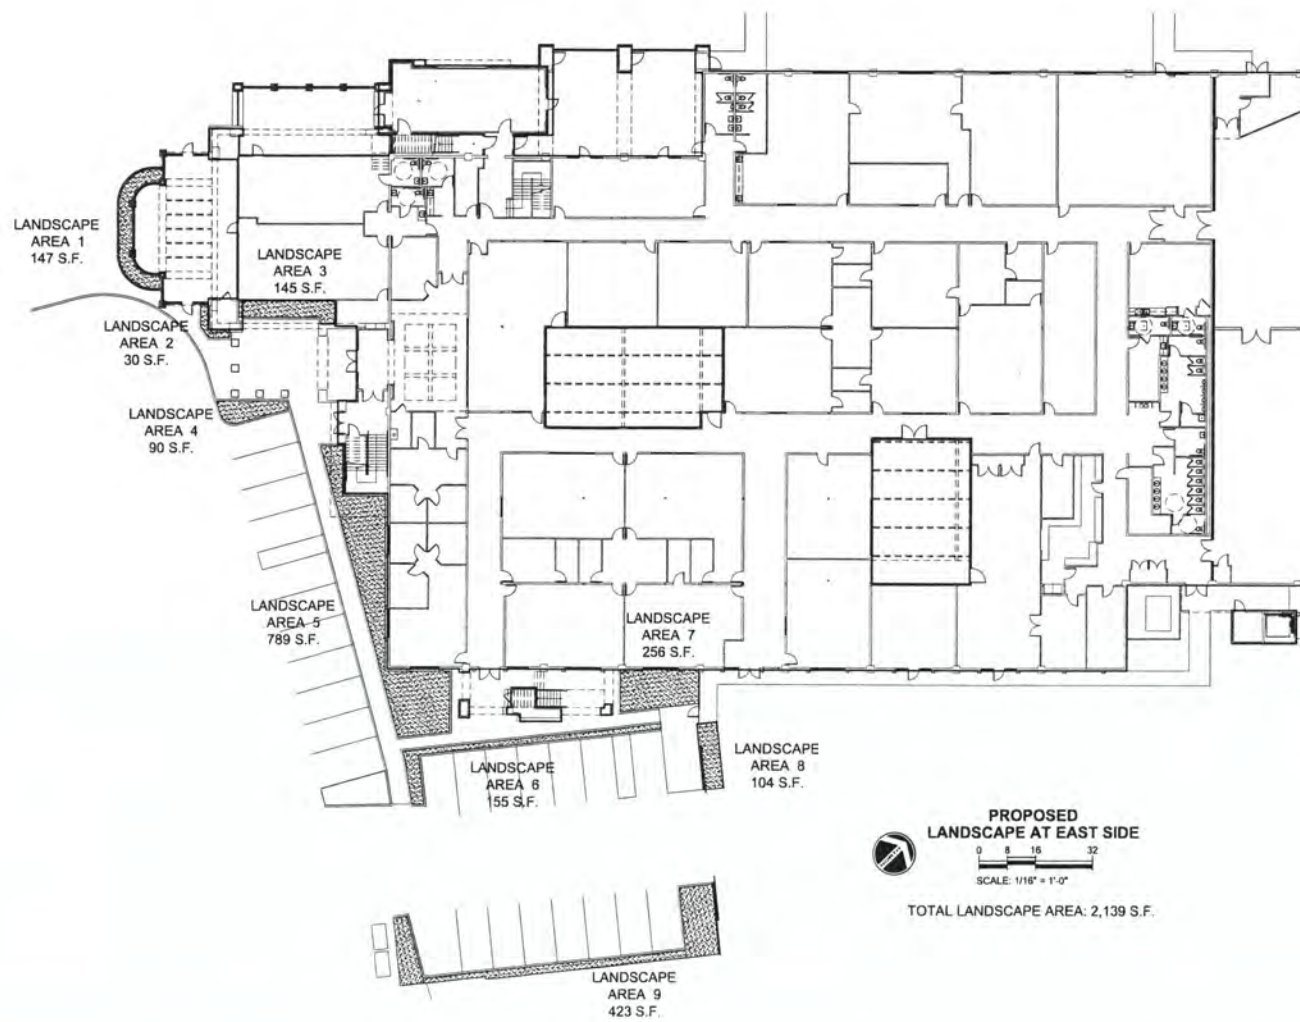 LANDSCAPE
AREA 1
147 S.F.
LANDSCAPE
AREA 3
145 S.F.
LANDSCAPE
AREA 2
30 S.F.
LANDSCAPE
AREA 4
90 S.F.
LANDSCAPE
AREA 5
789 S.F.
LANDSCAPE
AREA 7
256 S.F.
LANDSCAPE
AREA 6
155 S.F.
LANDSCAPE
AREA 8
104 S.F.
PROPOSED
LANDSCAPE AT EAST SIDE
0 8 16 32
SCALE: 1/16" = 1'-0"
TOTAL LANDSCAPE AREA: 2,139 S.F.
LANDSCAPE
AREA 9
423 S.F.